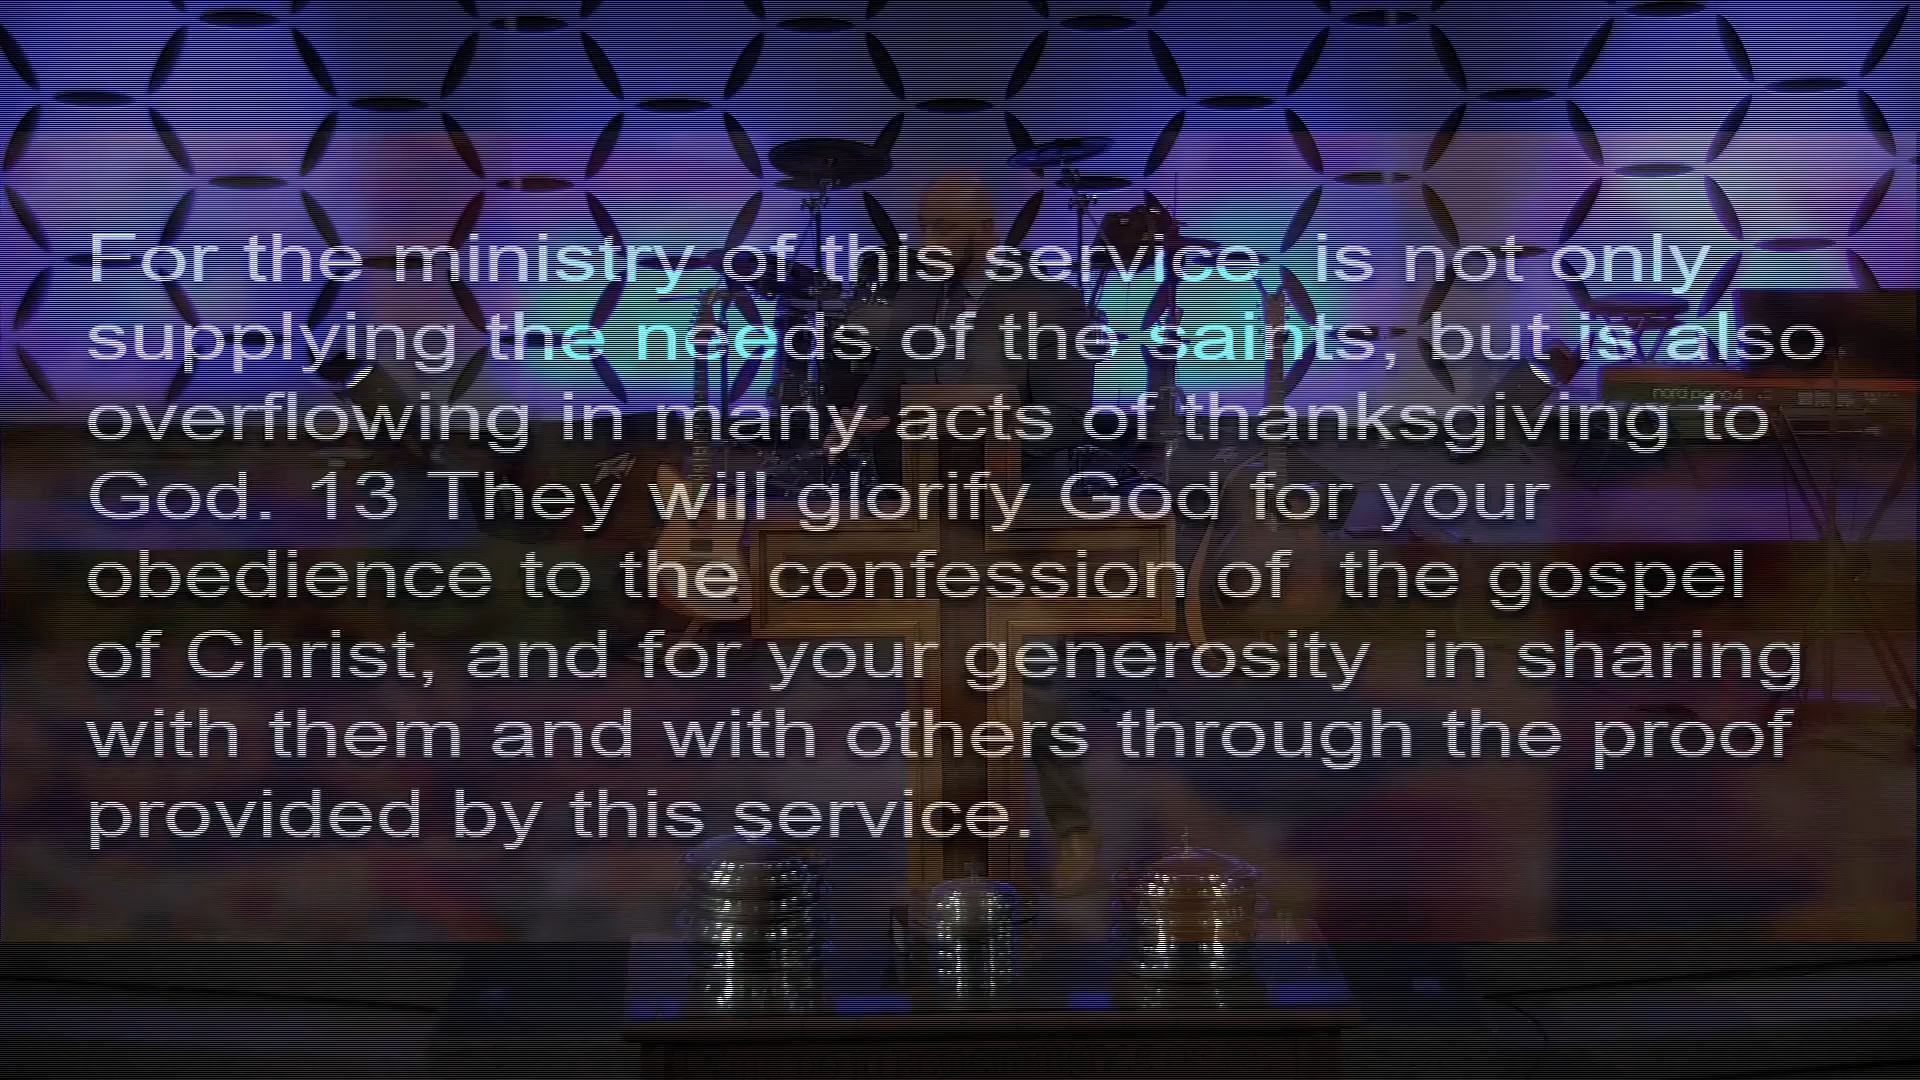 For the ministry of this service, is not only
supplying the needs of the saints, but is also
overflowing in many acts of thanksgiving to
God. 13 They will glorify God for your
obedience to the confession of the gospel
of Christ, and for your generosity in sharing
with them and with others through the proof
provided by this service.
nord piano 4